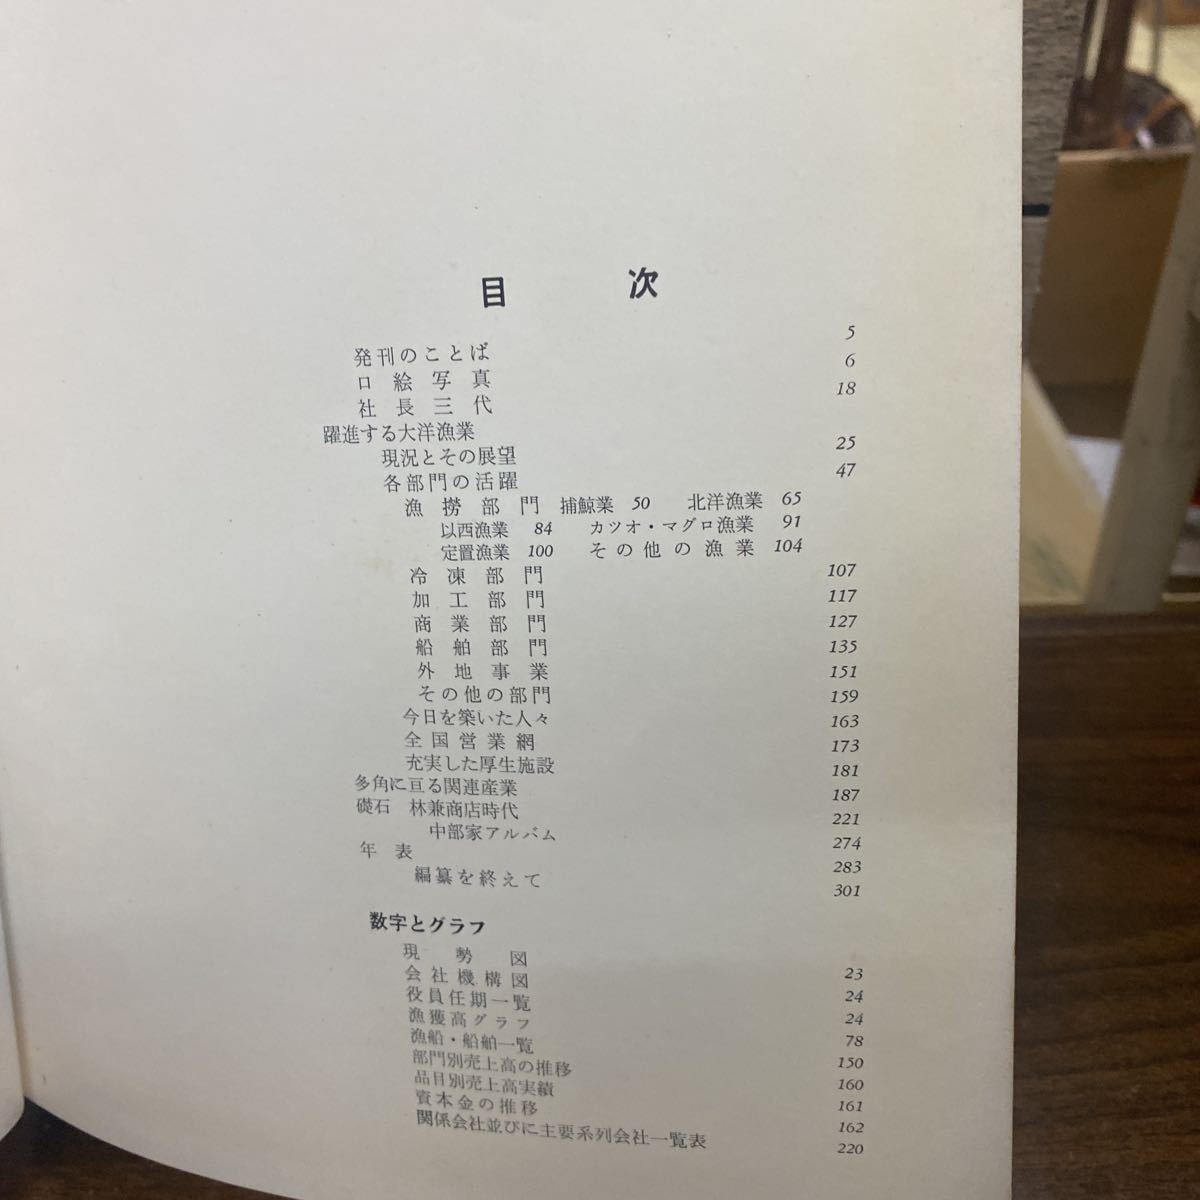 目次
発刊のことば 5
口絵写真 6
社長三代 18
躍進する大洋漁業
現況とその展望 25
各部門の活躍 47
漁撈部門 捕鯨業 50 北洋漁業 65
以西漁業 84 カツオ・マグロ漁業 91
定置漁業 100 その他の漁業 104
冷凍部門 107
加工部門 117
商業部門 127
船舶部門 135
外地事業 151
その他の部門 159
今日を築いた人々 163
全国営業網 173
充実した厚生施設 181
多角に亘る関連産業 187
礎石 林兼商店時代 221
中部家アルバム 274
年表 283
編纂を終えて 301
数字とグラフ
現勢図 23
会社機構図 24
役員任期一覧 24
漁獲高グラフ 78
漁船・船舶一覧 150
部門別売上高の推移 160
品目別売上高実績 161
資本金の推移 162
関係会社並びに主要系列会社一覧表 220